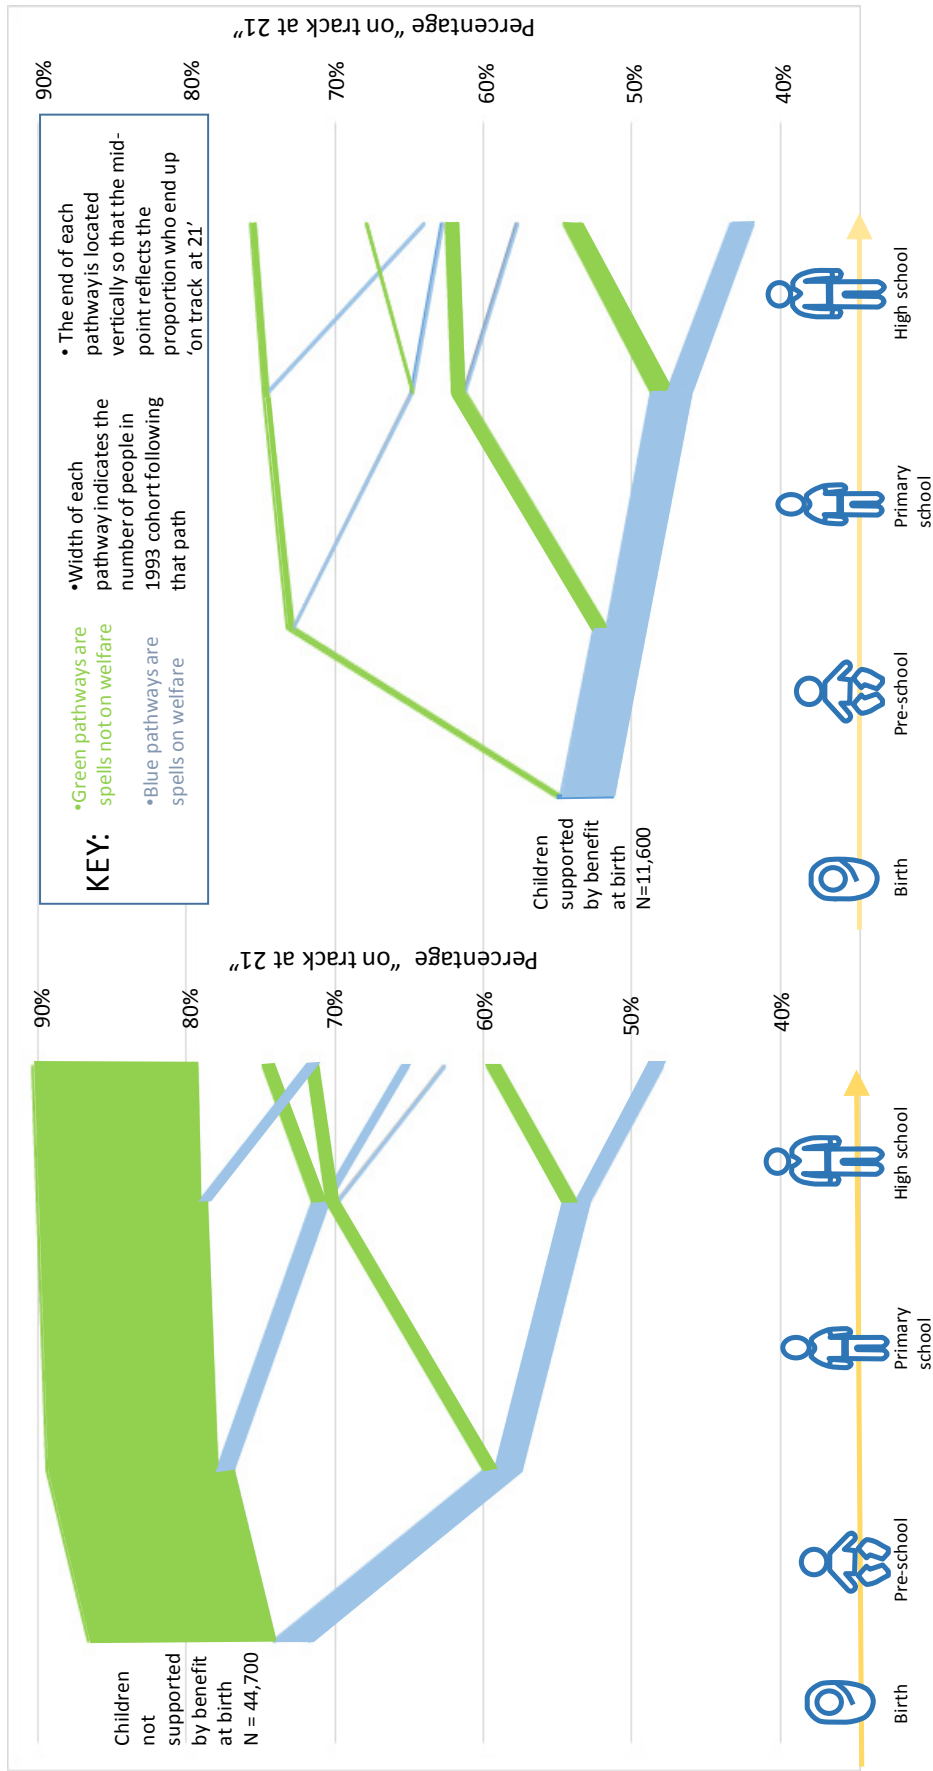 90%
80%
70%
60%
50%
40%
Percentage “on track at 21”
Children
not
supported
by benefit
at birth
N = 44,700
Birth
Pre-school
Primary
school
High school
KEY:
•Green pathways are
spells not on welfare
•Blue pathways are
spells on welfare
•Width of each
pathway indicates the
number of people in
1993 cohort following
that path
• The end of each
pathway is located
vertically so that the mid-
point reflects the
proportion who end up
‘on track at 21’
90%
80%
70%
60%
50%
40%
Percentage “on track at 21”
Children
supported
by benefit
at birth
N=11,600
Birth
Pre-school
Primary
school
High school